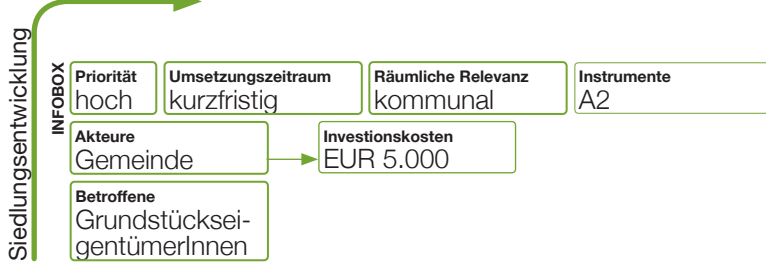 Siedlungsentwicklung
INFOBOX
Priorität
hoch
Umsetzungszeitraum
kurzfristig
Räumliche Relevanz
kommunal
Instrumente
A2
Akteure
Gemeinde
Investionskosten
EUR 5.000
Betroffene
Grundstücksei-
gentümerInnen